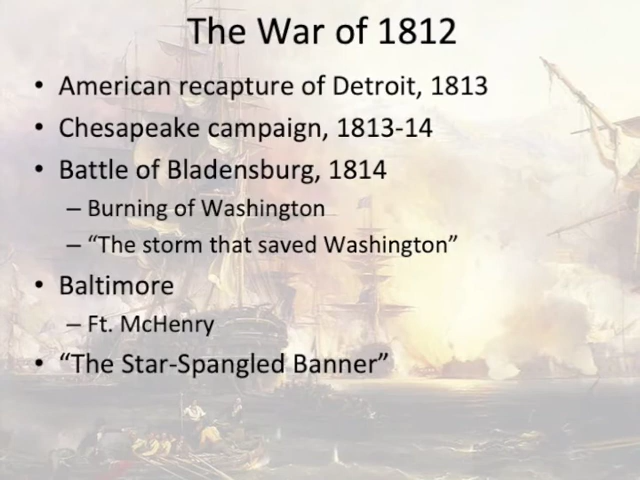 The War of 1812
• American recapture of Detroit, 1813
• Chesapeake campaign, 1813-14
• Battle of Bladensburg, 1814
– Burning of Washington
– “The storm that saved Washington”
• Baltimore
– Ft. McHenry
• “The Star-Spangled Banner”